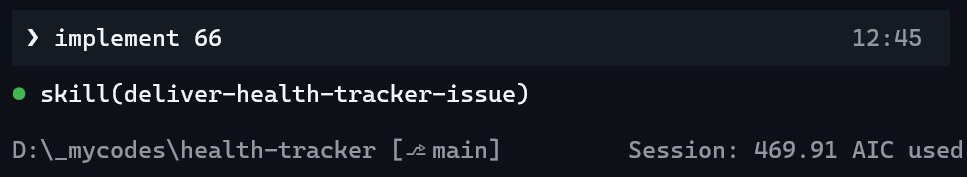 ❯ implement 66 12:45
● skill(deliver-health-tracker-issue)
D:\_mycodes\health-tracker [⎇ main] Session: 469.91 AIC used